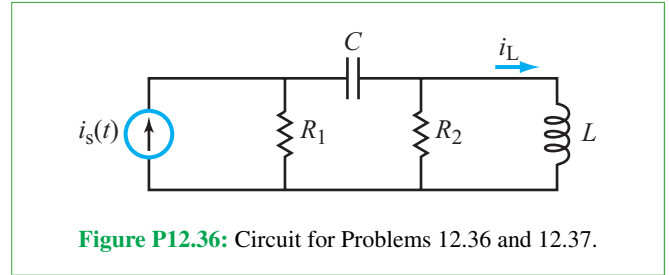 C
iL
is(t)
R1
R2
L
Figure P12.36: Circuit for Problems 12.36 and 12.37.